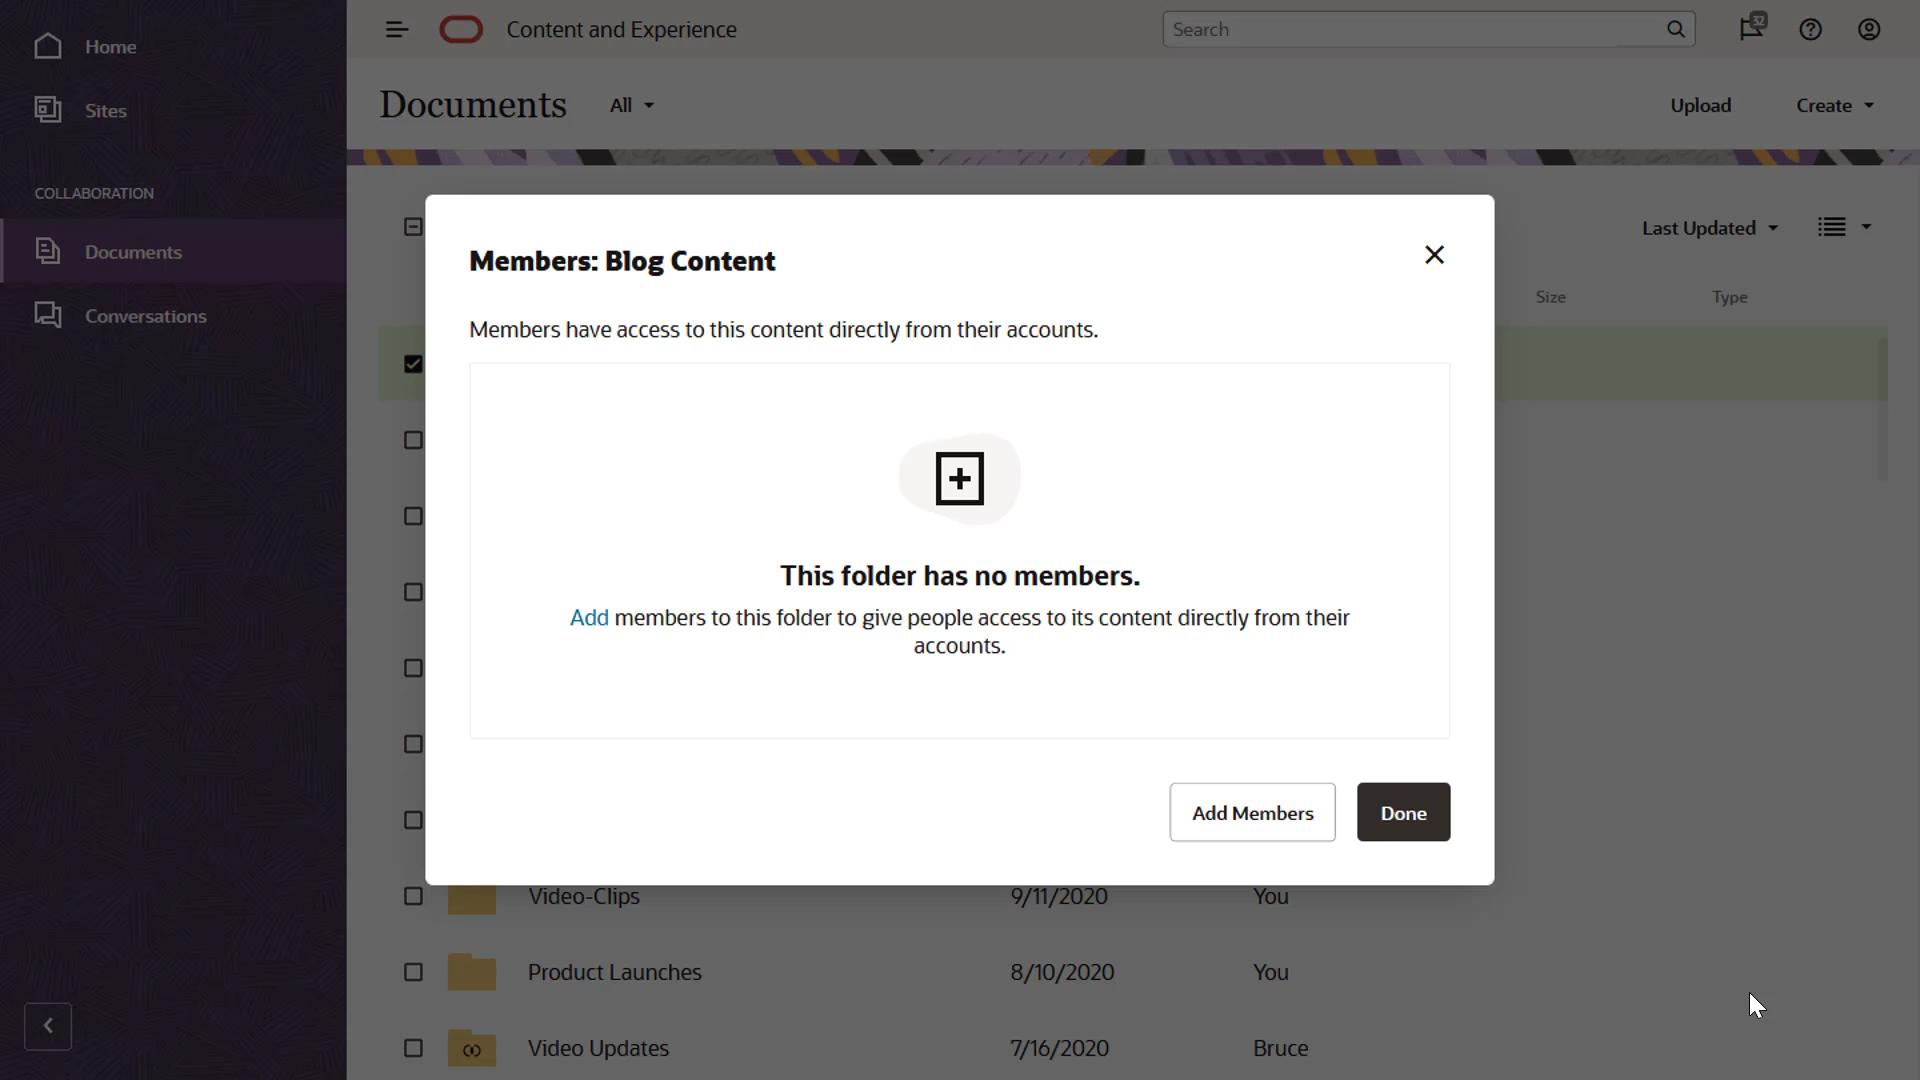 Home
Sites
COLLABORATION
Documents
Conversations
Content and Experience
Search
32
Documents
All
Upload
Create
Last Updated
Size
Type
Members: Blog Content
Members have access to this content directly from their accounts.
This folder has no members.
Add members to this folder to give people access to its content directly from their
accounts.
Add Members
Done
Video-Clips 9/11/2020 You
Product Launches 8/10/2020 You
Video Updates 7/16/2020 Bruce